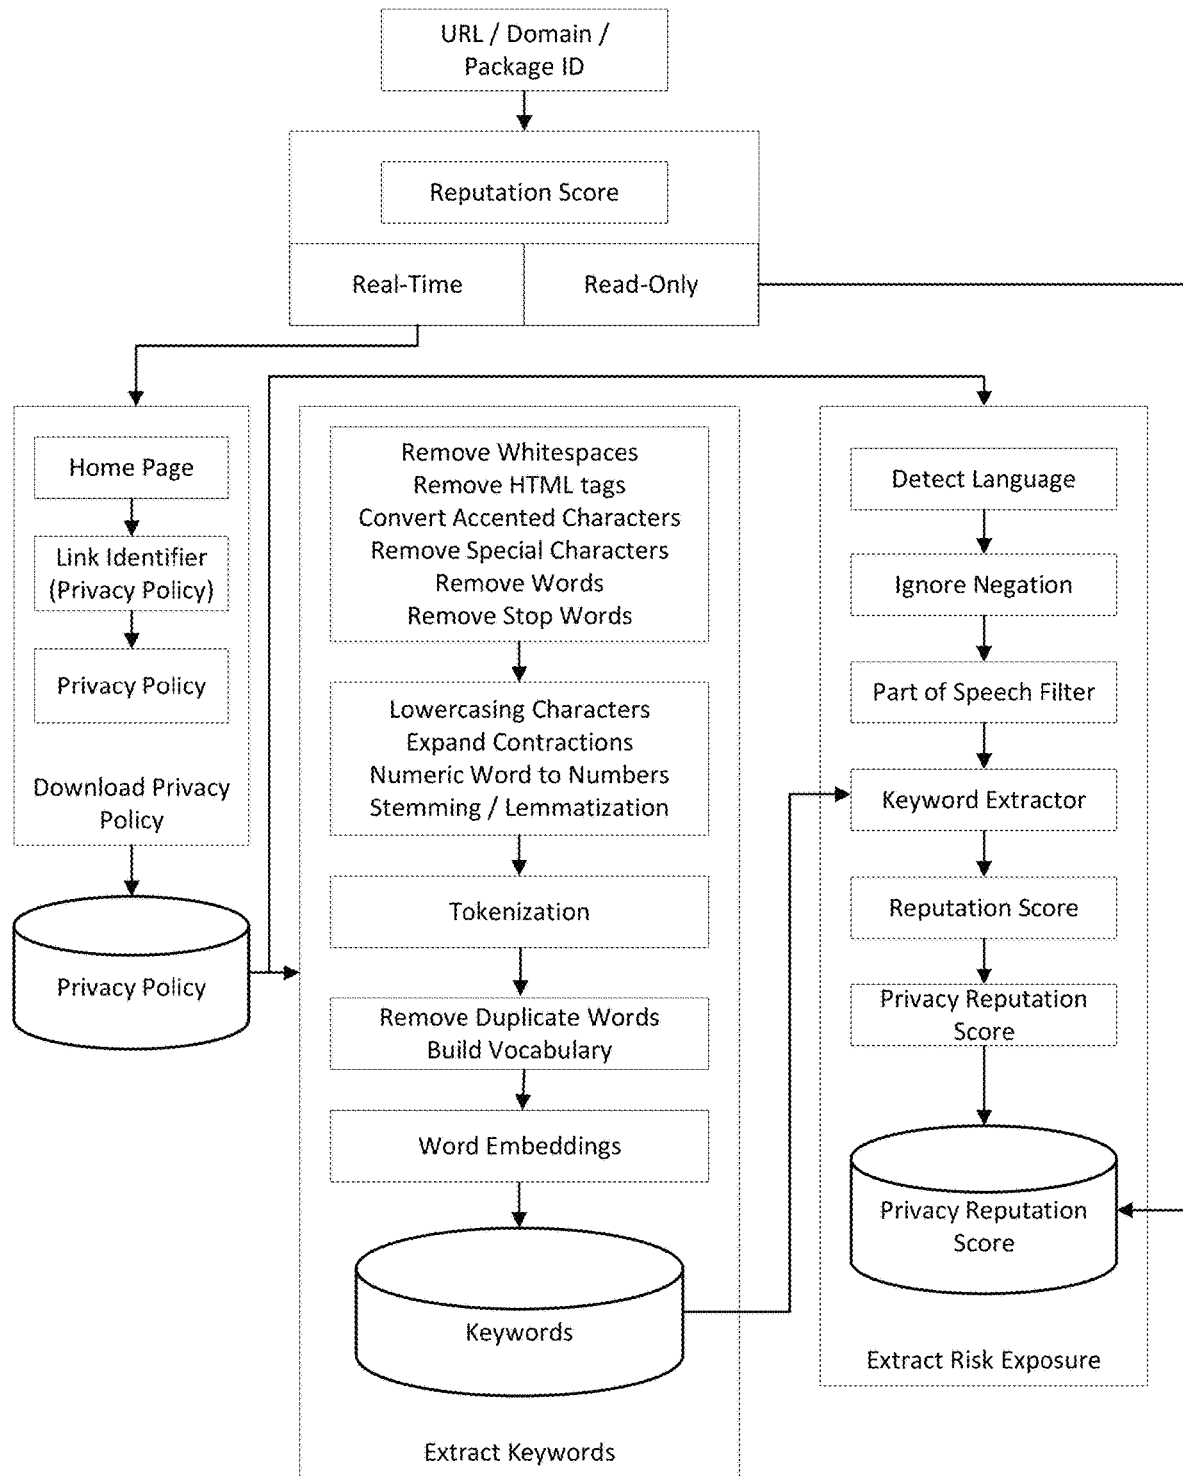 URL / Domain /
Package ID
Reputation Score
Real-Time
Read-Only
Home Page
Link Identifier
(Privacy Policy)
Privacy Policy
Download Privacy
Policy
Privacy Policy
Remove Whitespaces
Remove HTML tags
Convert Accented Characters
Remove Special Characters
Remove Words
Remove Stop Words
Lowercasing Characters
Expand Contractions
Numeric Word to Numbers
Stemming / Lemmatization
Tokenization
Remove Duplicate Words
Build Vocabulary
Word Embeddings
Keywords
Extract Keywords
Detect Language
Ignore Negation
Part of Speech Filter
Keyword Extractor
Reputation Score
Privacy Reputation
Score
Privacy Reputation
Score
Extract Risk Exposure